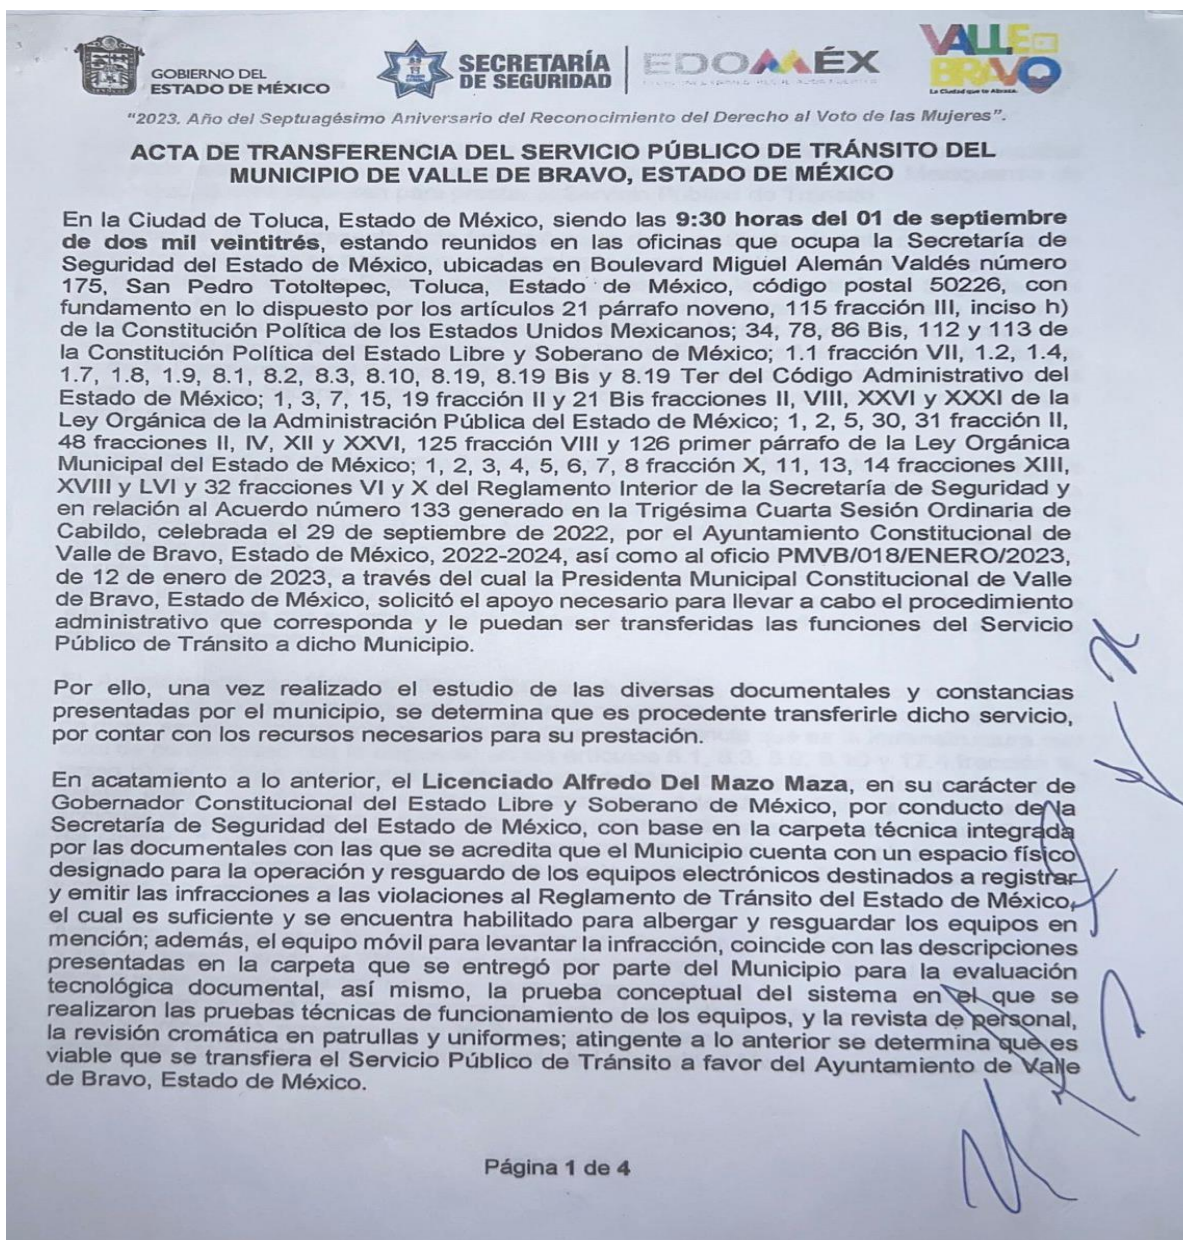 GOBIERNO DEL
ESTADO DE MÉXICO
SECRETARÍA
DE SEGURIDAD
EDOMÉX
VALLE
BRAVO
La Ciudad que te Abraza.
"2023. Año del Septuagésimo Aniversario del Reconocimiento del Derecho al Voto de las Mujeres".
ACTA DE TRANSFERENCIA DEL SERVICIO PÚBLICO DE TRÁNSITO DEL
MUNICIPIO DE VALLE DE BRAVO, ESTADO DE MÉXICO
En la Ciudad de Toluca, Estado de México, siendo las 9:30 horas del 01 de septiembre
de dos mil veintitrés, estando reunidos en las oficinas que ocupa la Secretaría de
Seguridad del Estado de México, ubicadas en Boulevard Miguel Alemán Valdés número
175, San Pedro Totoltepec, Toluca, Estado de México, código postal 50226, con
fundamento en lo dispuesto por los artículos 21 párrafo noveno, 115 fracción III, inciso h)
de la Constitución Política de los Estados Unidos Mexicanos; 34, 78, 86 Bis, 112 y 113 de
la Constitución Política del Estado Libre y Soberano de México; 1.1 fracción VII, 1.2, 1.4,
1.7, 1.8, 1.9, 8.1, 8.2, 8.3, 8.10, 8.19, 8.19 Bis y 8.19 Ter del Código Administrativo del
Estado de México; 1, 3, 7, 15, 19 fracción II y 21 Bis fracciones II, VIII, XXVI y XXXI de la
Ley Orgánica de la Administración Pública del Estado de México; 1, 2, 5, 30, 31 fracción II,
48 fracciones II, IV, XII y XXVI, 125 fracción VIII y 126 primer párrafo de la Ley Orgánica
Municipal del Estado de México; 1, 2, 3, 4, 5, 6, 7, 8 fracción X, 11, 13, 14 fracciones XIII,
XVIII y LVI y 32 fracciones VI y X del Reglamento Interior de la Secretaría de Seguridad y
en relación al Acuerdo número 133 generado en la Trigésima Cuarta Sesión Ordinaria de
Cabildo, celebrada el 29 de septiembre de 2022, por el Ayuntamiento Constitucional de
Valle de Bravo, Estado de México, 2022-2024, así como al oficio PMVB/018/ENERO/2023,
de 12 de enero de 2023, a través del cual la Presidenta Municipal Constitucional de Valle
de Bravo, Estado de México, solicitó el apoyo necesario para llevar a cabo el procedimiento
administrativo que corresponda y le puedan ser transferidas las funciones del Servicio
Público de Tránsito a dicho Municipio.
Por ello, una vez realizado el estudio de las diversas documentales y constancias
presentadas por el municipio, se determina que es procedente transferirle dicho servicio,
por contar con los recursos necesarios para su prestación.
En acatamiento a lo anterior, el Licenciado Alfredo Del Mazo Maza, en su carácter de
Gobernador Constitucional del Estado Libre y Soberano de México, por conducto de la
Secretaría de Seguridad del Estado de México, con base en la carpeta técnica integrada
por las documentales con las que se acredita que el Municipio cuenta con un espacio físico
designado para la operación y resguardo de los equipos electrónicos destinados a registrar
y emitir las infracciones a las violaciones al Reglamento de Tránsito del Estado de México,
el cual es suficiente y se encuentra habilitado para albergar y resguardar los equipos en
mención; además, el equipo móvil para levantar la infracción, coincide con las descripciones
presentadas en la carpeta que se entregó por parte del Municipio para la evaluación
tecnológica documental, así mismo, la prueba conceptual del sistema en el que se
realizaron las pruebas técnicas de funcionamiento de los equipos, y la revista de personal,
la revisión cromática en patrullas y uniformes; atingente a lo anterior se determina que es
viable que se transfiera el Servicio Público de Tránsito a favor del Ayuntamiento de Valle
de Bravo, Estado de México.
Página 1 de 4